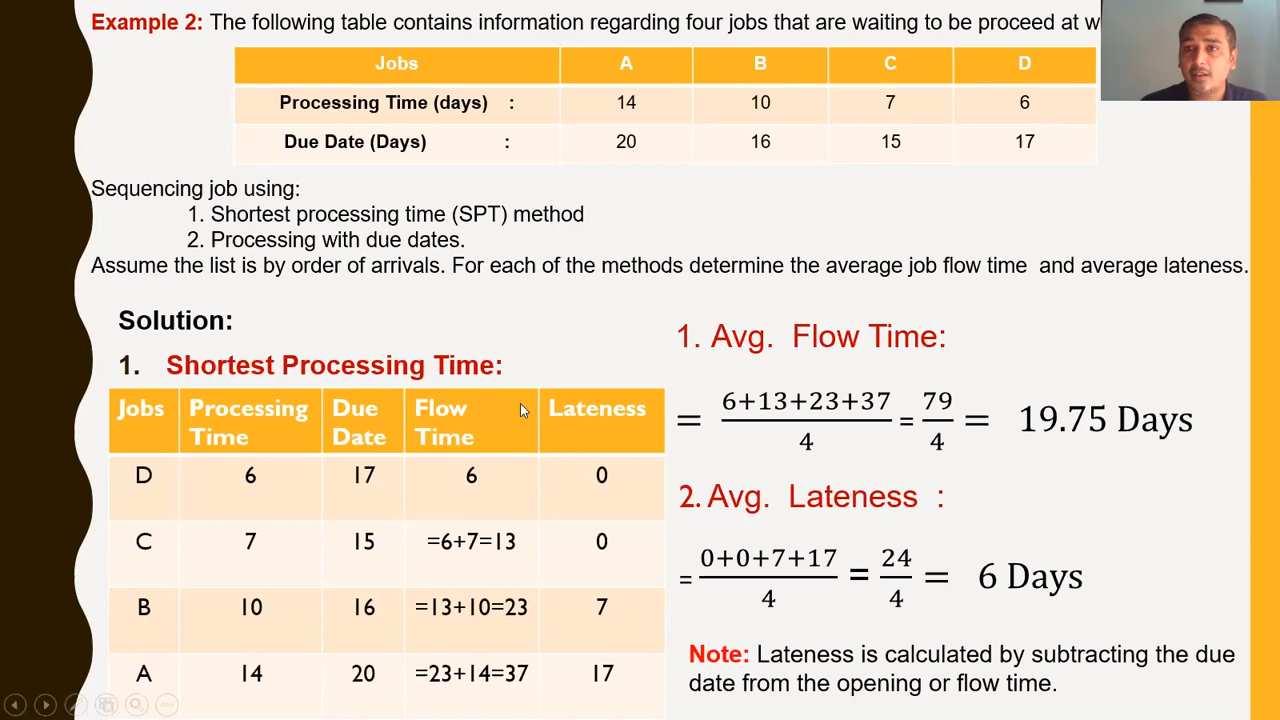 Example 2: The following table contains information regarding four jobs that are waiting to be proceed at w
Jobs A B C D
Processing Time (days) : 14 10 7 6
Due Date (Days) : 20 16 15 17
Sequencing job using:
1. Shortest processing time (SPT) method
2. Processing with due dates.
Assume the list is by order of arrivals. For each of the methods determine the average job flow time and average lateness.
Solution:
1. Shortest Processing Time:
Jobs Processing Time Due Date Flow Time Lateness
D 6 17 6 0
C 7 15 =6+7=13 0
B 10 16 =13+10=23 7
A 14 20 =23+14=37 17
1. Avg. Flow Time:
= 6+13+23+37 / 4 = 79 / 4 = 19.75 Days
2. Avg. Lateness :
= 0+0+7+17 / 4 = 24 / 4 = 6 Days
Note: Lateness is calculated by subtracting the due
date from the opening or flow time.